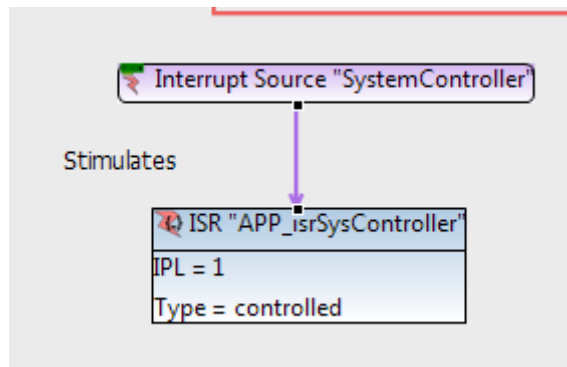 Interrupt Source "SystemController"
Stimulates
ISR "APP_isrSysController"
IPL = 1
Type = controlled